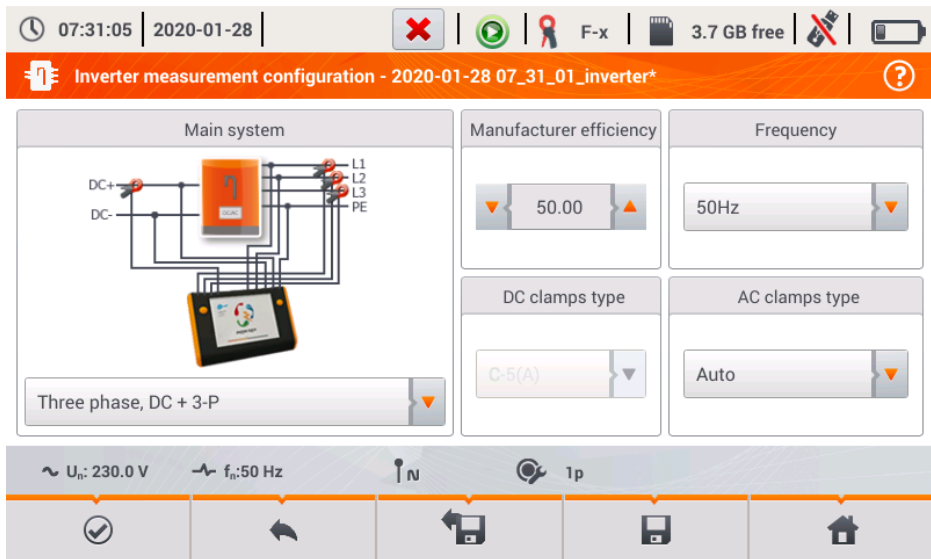 07:31:05 2020-01-28 F-x 3.7 GB free
Inverter measurement configuration - 2020-01-28 07_31_01_inverter* ?
Main system
DC+
DC-
η
DC/AC
L1
L2
L3
PE
Three phase, DC + 3-P
Manufacturer efficiency
50.00
Frequency
50Hz
DC clamps type
C-5(A)
AC clamps type
Auto
Un: 230.0 V fn:50 Hz N 1p